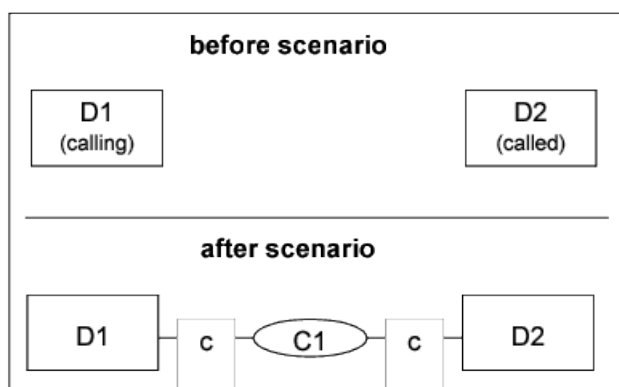 before scenario
D1
(calling)
D2
(called)
after scenario
D1
c
C1
c
D2